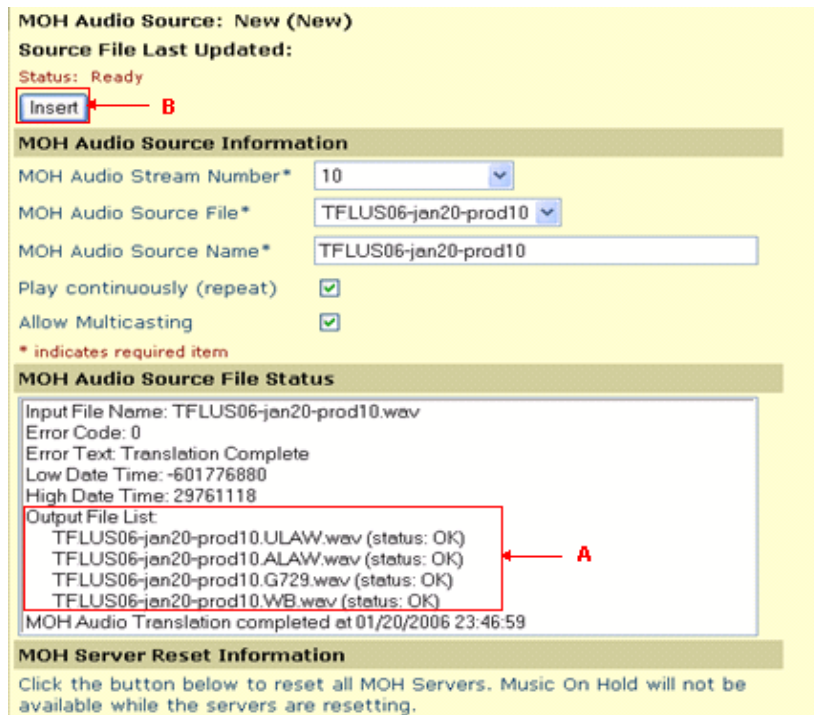 MOH Audio Source: New (New)
Source File Last Updated:
Status: Ready
Insert B
MOH Audio Source Information
MOH Audio Stream Number* 10
MOH Audio Source File* TFLUS06-jan20-prod10
MOH Audio Source Name* TFLUS06-jan20-prod10
Play continuously (repeat)
Allow Multicasting
* indicates required item
MOH Audio Source File Status
Input File Name: TFLUS06-jan20-prod10.wav
Error Code: 0
Error Text: Translation Complete
Low Date Time: -601776880
High Date Time: 29761118
Output File List:
TFLUS06-jan20-prod10.ULAW.wav (status: OK)
TFLUS06-jan20-prod10.ALAW.wav (status: OK) A
TFLUS06-jan20-prod10.G729.wav (status: OK)
TFLUS06-jan20-prod10.WB.wav (status: OK)
MOH Audio Translation completed at 01/20/2006 23:46:59
MOH Server Reset Information
Click the button below to reset all MOH Servers. Music On Hold will not be
available while the servers are resetting.